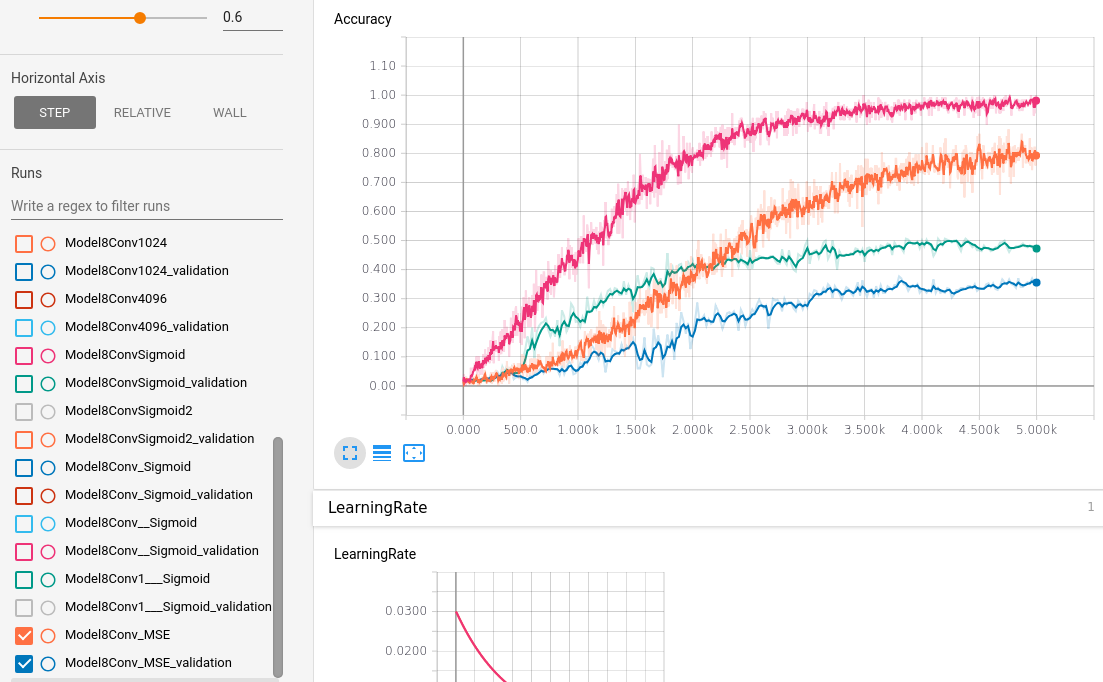 0.6
Horizontal Axis
STEP RELATIVE WALL
Runs
Write a regex to filter runs
Model8Conv1024
Model8Conv1024_validation
Model8Conv4096
Model8Conv4096_validation
Model8ConvSigmoid
Model8ConvSigmoid_validation
Model8ConvSigmoid2
Model8ConvSigmoid2_validation
Model8Conv_Sigmoid
Model8Conv_Sigmoid_validation
Model8Conv__Sigmoid
Model8Conv__Sigmoid_validation
Model8Conv1___Sigmoid
Model8Conv1___Sigmoid_validation
Model8Conv_MSE
Model8Conv_MSE_validation
Accuracy
1.10
1.00
0.900
0.800
0.700
0.600
0.500
0.400
0.300
0.200
0.100
0.00
0.000 500.0 1.000k 1.500k 2.000k 2.500k 3.000k 3.500k 4.000k 4.500k 5.000k
LearningRate 1
LearningRate
0.0300
0.0200